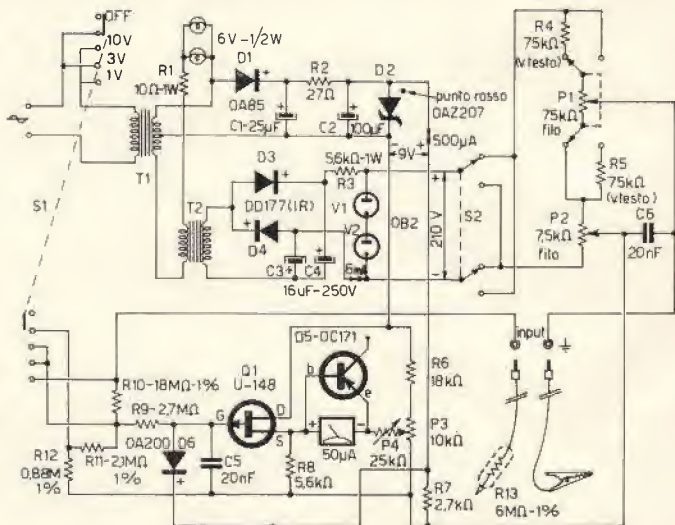 OFF
10V
3V
1V
6V-1/2W
R1
10Ω-1W
D1
OA85
R2
27Ω
D2
punto rosso
OAZ207
C1-25µF
C2
100µF
9V
500µA
R4
75kΩ
(v.testo)
P1
75kΩ
filo
R5
75kΩ
(v.testo)
P2
7,5kΩ
filo
C6
20nF
T1
S1
T2
D3
DD177(IR)
D4
C3
C4
16uF-250V
5,6kΩ-1W
R3
V1
V2
OB2
210 V
S2
input
R10-18MΩ-1%
R9-2,7MΩ
OA200
D6
R11-2,1MΩ
1%
R12
0,88M
1%
Q1
U-148
G
D
S
C5
20nF
R8
5,6kΩ
D5-OC171
b
e
50µA
P4
25kΩ
R6
18kΩ
P3
10kΩ
R7
2,7kΩ
R13
6MΩ-1%